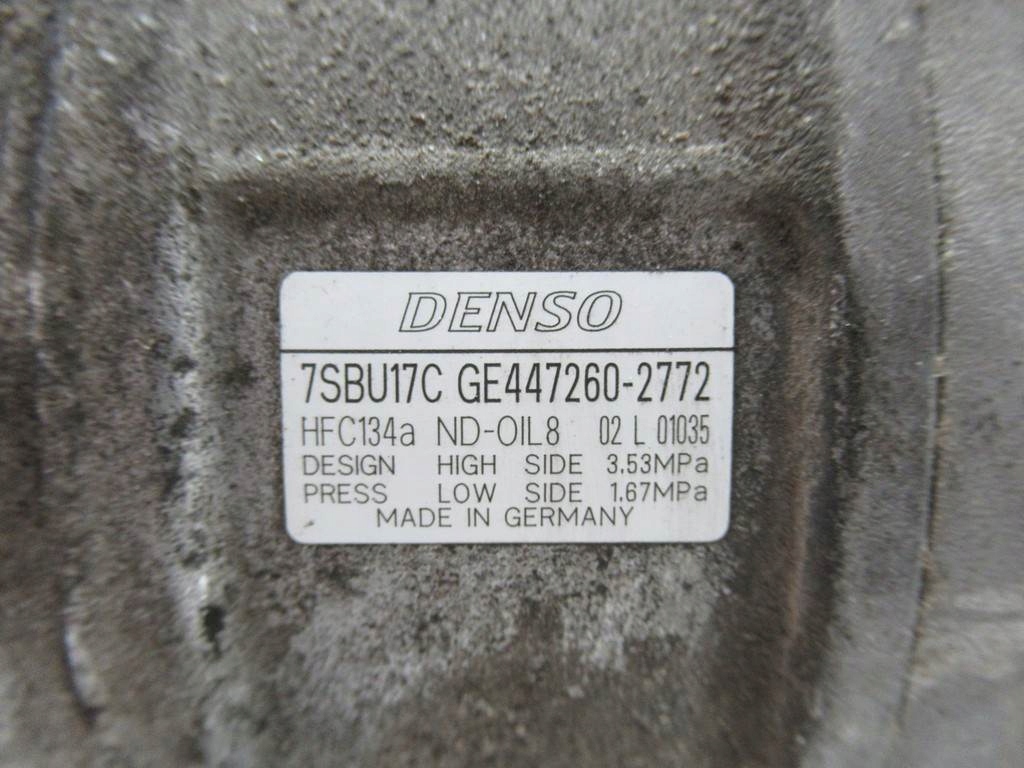 DENSO
7SBU17C GE447260-2772
HFC134a ND-OIL8 02 L 01035
DESIGN HIGH SIDE 3.53MPa
PRESS LOW SIDE 1.67MPa
MADE IN GERMANY